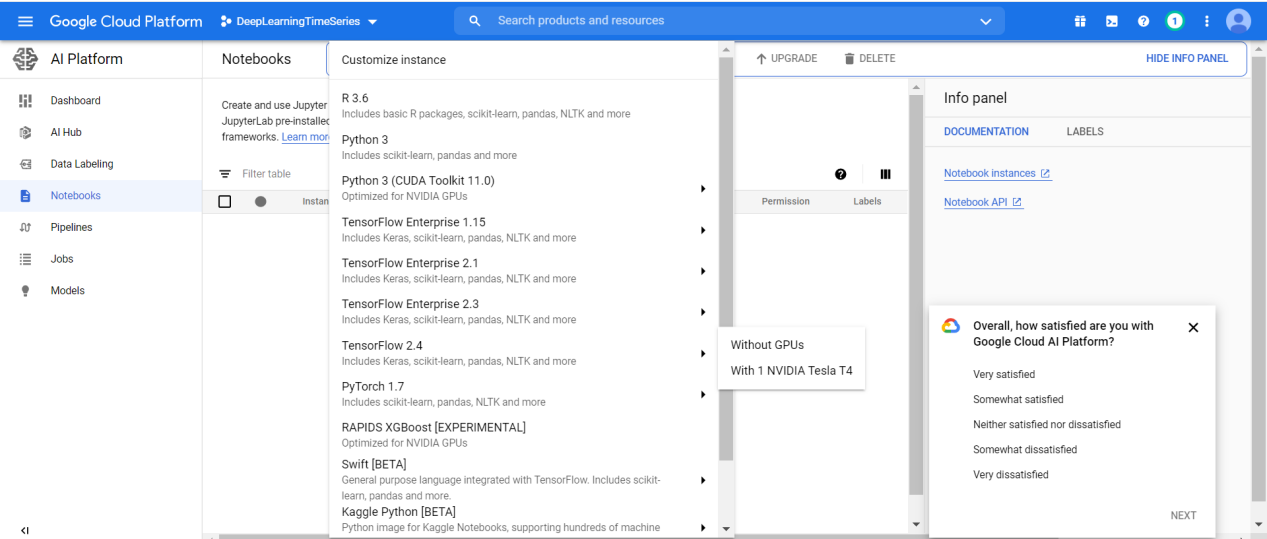 Google Cloud Platform
DeepLearningTimeSeries
Search products and resources
1
AI Platform
Dashboard
AI Hub
Data Labeling
Notebooks
Pipelines
Jobs
Models
Notebooks
UPGRADE
DELETE
HIDE INFO PANEL
Create and use Jupyter
JupyterLab pre-installed
frameworks. Learn mor
Filter table
Instan
Permission
Labels
Customize instance
R 3.6
Includes basic R packages, scikit-learn, pandas, NLTK and more
Python 3
Includes scikit-learn, pandas and more
Python 3 (CUDA Toolkit 11.0)
Optimized for NVIDIA GPUs
TensorFlow Enterprise 1.15
Includes Keras, scikit-learn, pandas, NLTK and more
TensorFlow Enterprise 2.1
Includes Keras, scikit-learn, pandas, NLTK and more
TensorFlow Enterprise 2.3
Includes Keras, scikit-learn, pandas, NLTK and more
TensorFlow 2.4
Includes Keras, scikit-learn, pandas, NLTK and more
PyTorch 1.7
Includes scikit-learn, pandas, NLTK and more
RAPIDS XGBoost [EXPERIMENTAL]
Optimized for NVIDIA GPUs
Swift [BETA]
General purpose language integrated with TensorFlow. Includes scikit-
learn, pandas and more.
Kaggle Python [BETA]
Python image for Kaggle Notebooks, supporting hundreds of machine
Without GPUs
With 1 NVIDIA Tesla T4
Info panel
DOCUMENTATION
LABELS
Notebook instances
Notebook API
Overall, how satisfied are you with
Google Cloud AI Platform?
Very satisfied
Somewhat satisfied
Neither satisfied nor dissatisfied
Somewhat dissatisfied
Very dissatisfied
NEXT